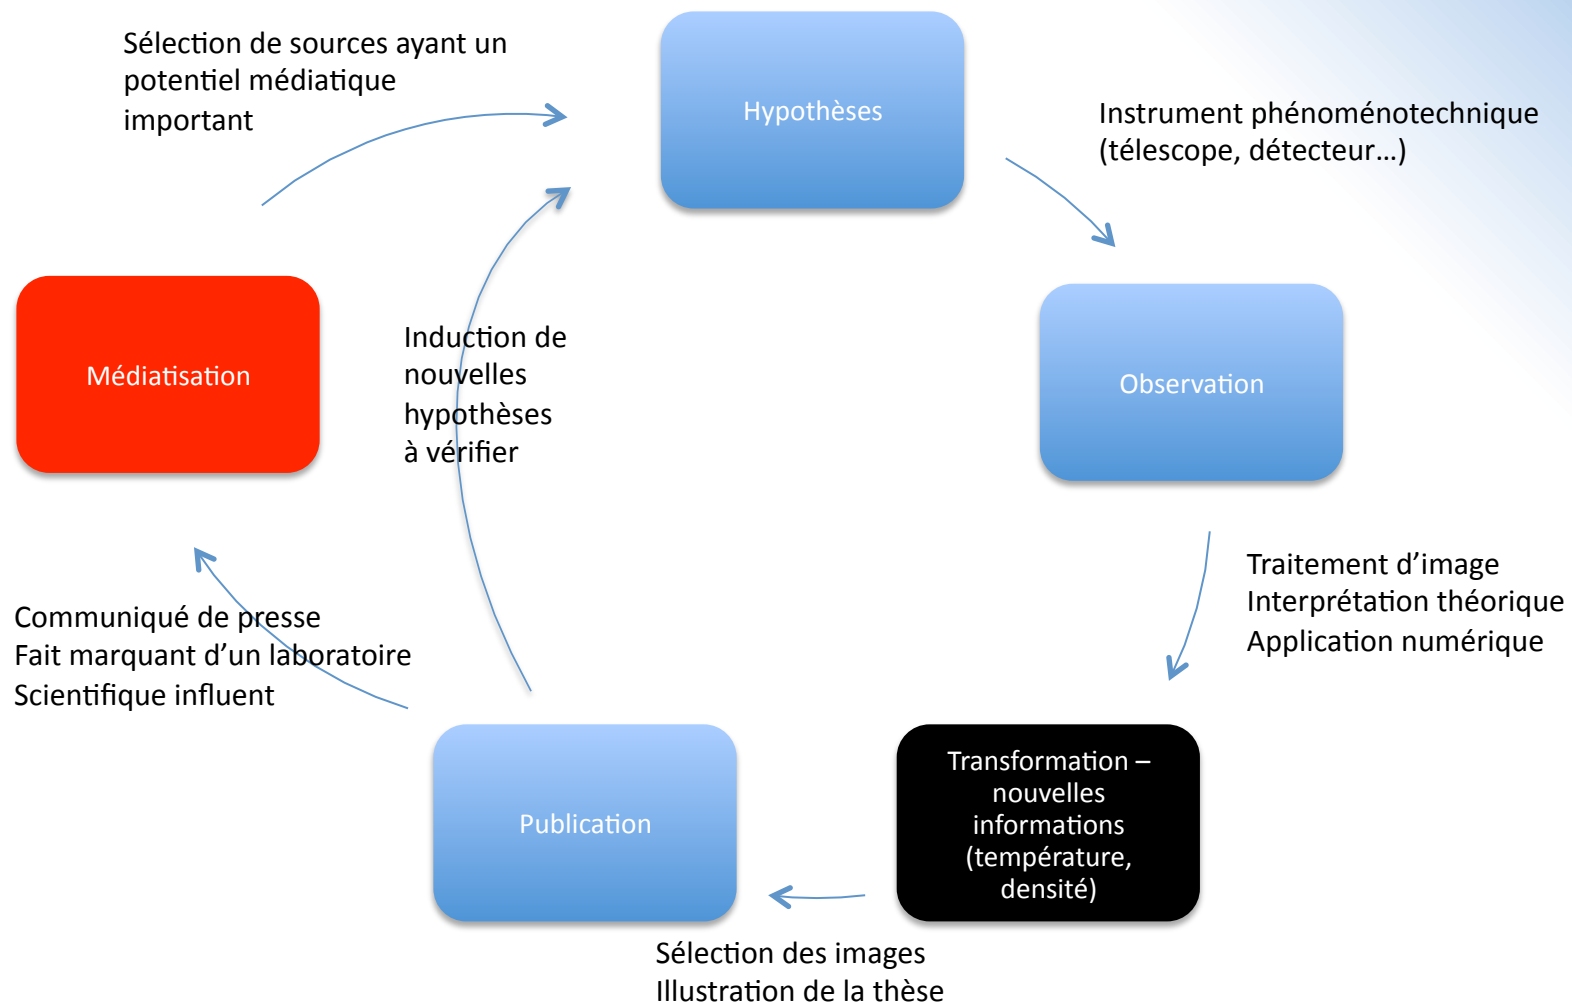 Sélection de sources ayant un
potentiel médiatique
important
Hypothèses
Instrument phénoménotechnique
(télescope, détecteur…)
Médiatisation
Induction de
nouvelles
hypothèses
à vérifier
Observation
Traitement d’image
Interprétation théorique
Application numérique
Communiqué de presse
Fait marquant d’un laboratoire
Scientifique influent
Publication
Transformation –
nouvelles
informations
(température,
densité)
Sélection des images
Illustration de la thèse